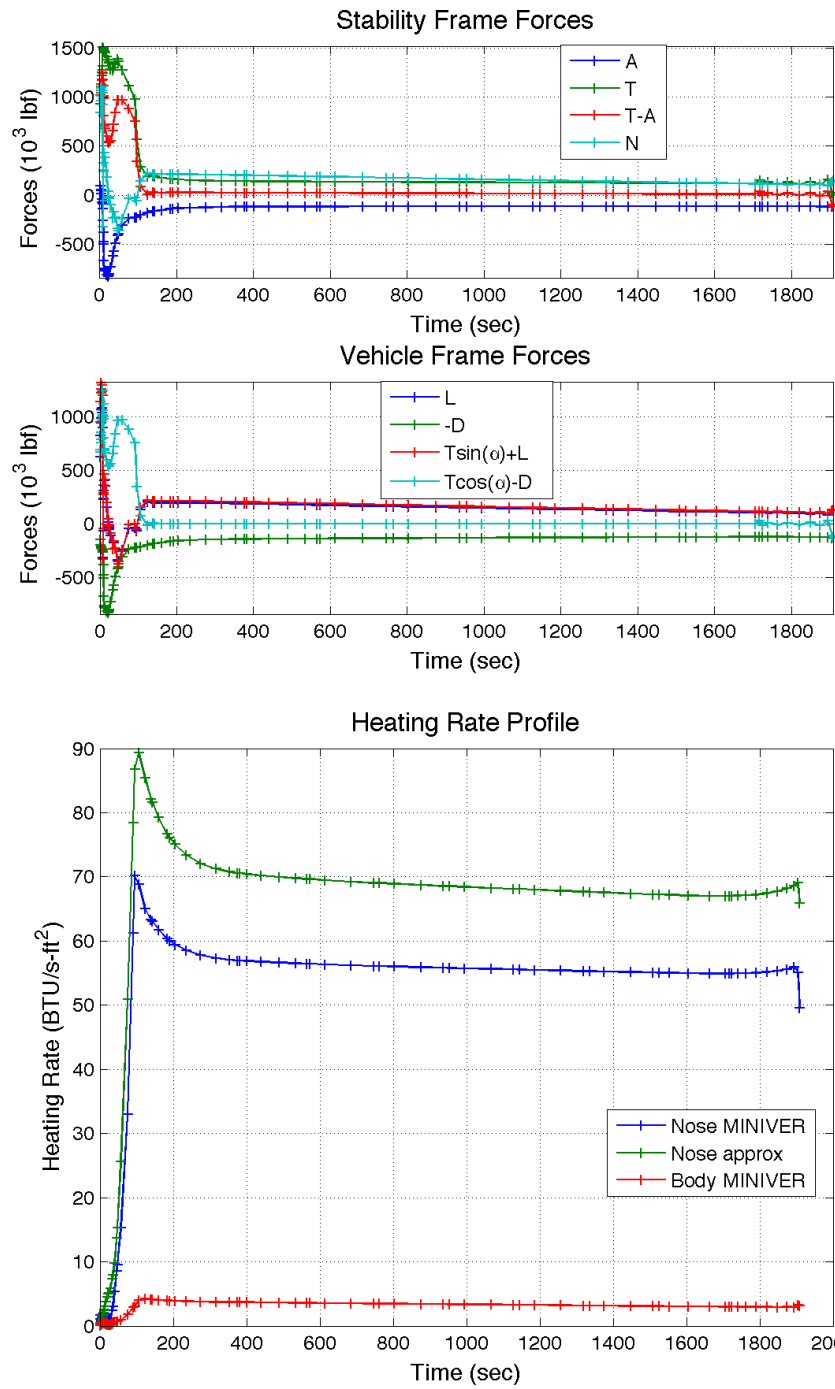 Stability Frame Forces
1500
1000
500
0
-500
Forces (10³ lbf)
A
T
T-A
N
0 200 400 600 800 1000 1200 1400 1600 1800
Time (sec)
Vehicle Frame Forces
1000
500
0
-500
Forces (10³ lbf)
L
-D
Tsin(α)+L
Tcos(α)-D
0 200 400 600 800 1000 1200 1400 1600 1800
Time (sec)
Heating Rate Profile
90
80
70
60
50
40
30
20
10
0
Heating Rate (BTU/s-ft²)
Nose MINIVER
Nose approx
Body MINIVER
0 200 400 600 800 1000 1200 1400 1600 1800 200
Time (sec)